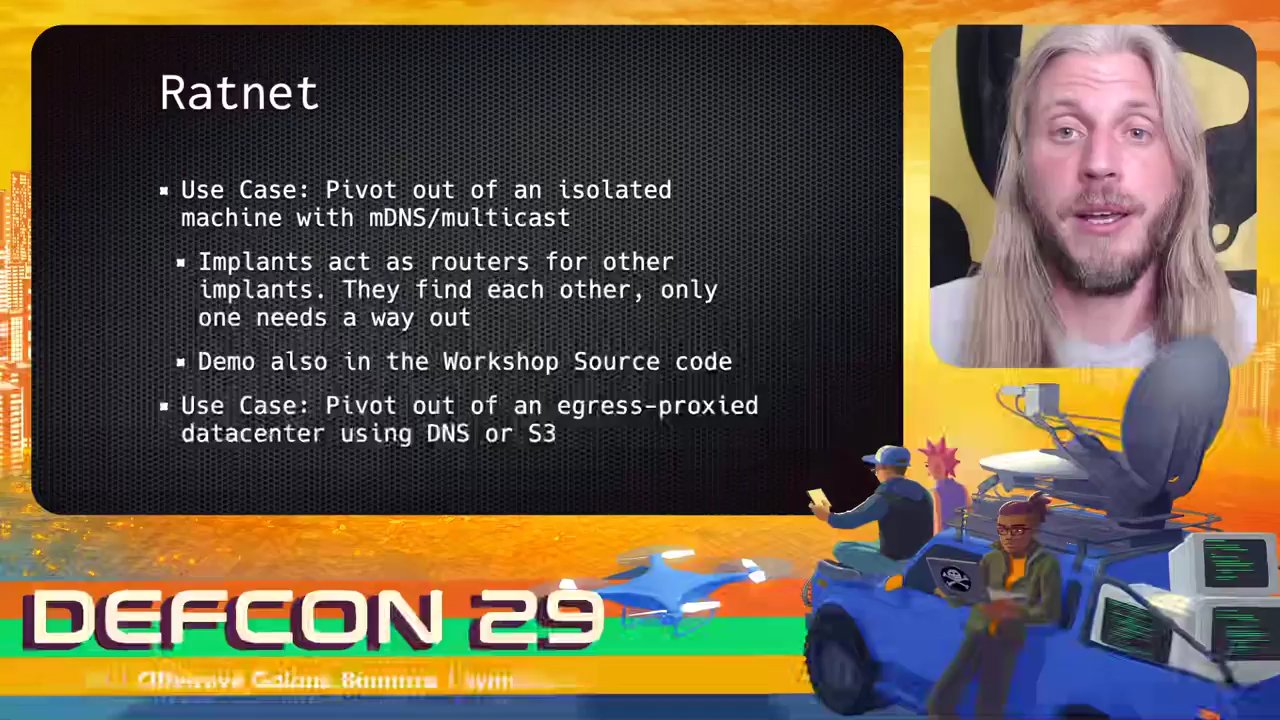 Ratnet
Use Case: Pivot out of an isolated
machine with mDNS/multicast
Implants act as routers for other
implants. They find each other, only
one needs a way out
Demo also in the Workshop Source code
Use Case: Pivot out of an egress-proxied
datacenter using DNS or S3
DEFCON 29